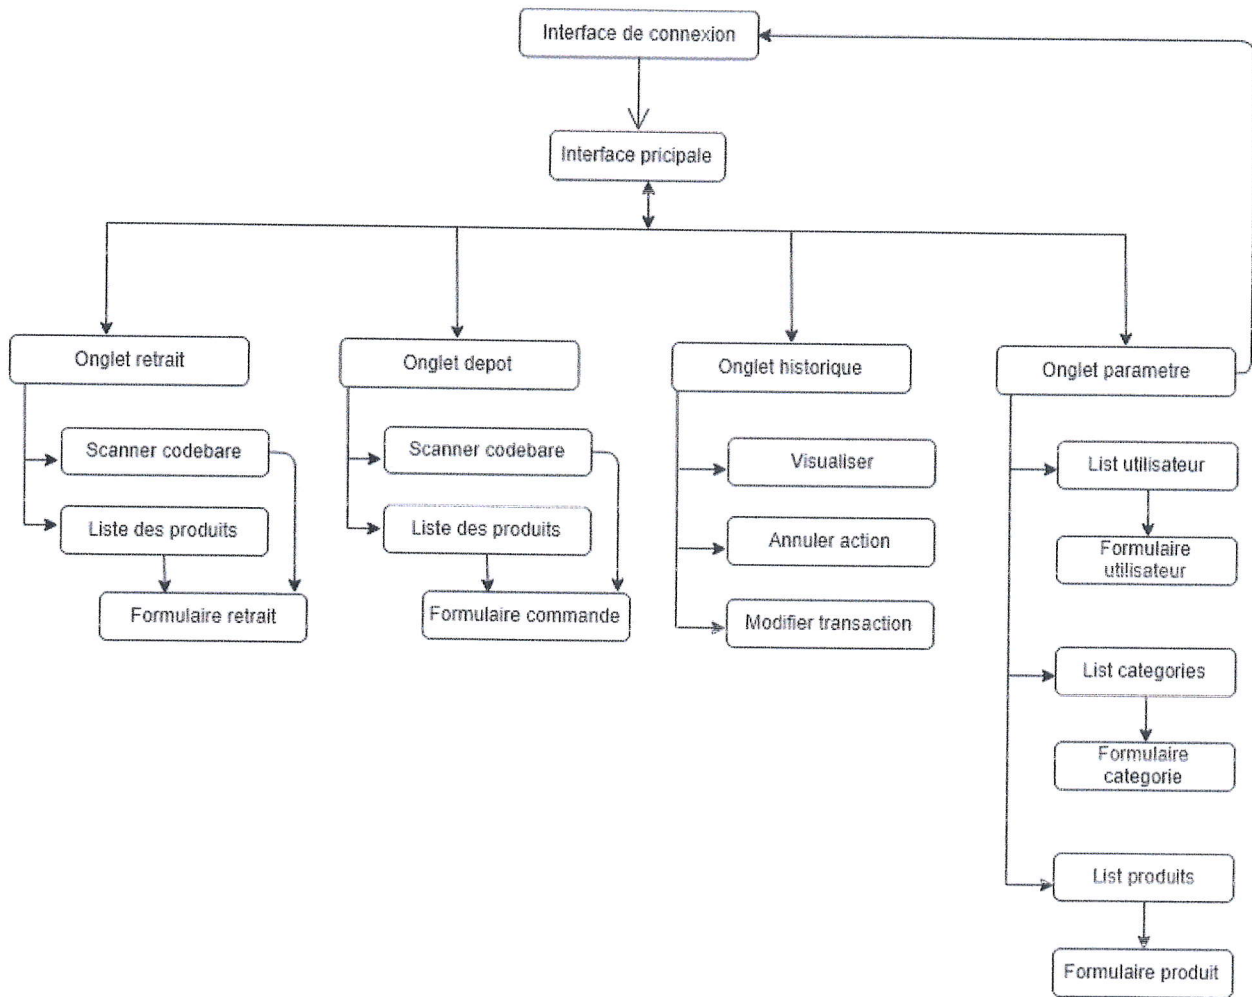 Interface de connexion
Interface pricipale
Onglet retrait
Scanner codebare
Liste des produits
Formulaire retrait
Onglet depot
Scanner codebare
Liste des produits
Formulaire commande
Onglet historique
Visualiser
Annuler action
Modifier transaction
Onglet parametre
List utilisateur
Formulaire
utilisateur
List categories
Formulaire
categorie
List produits
Formulaire produit